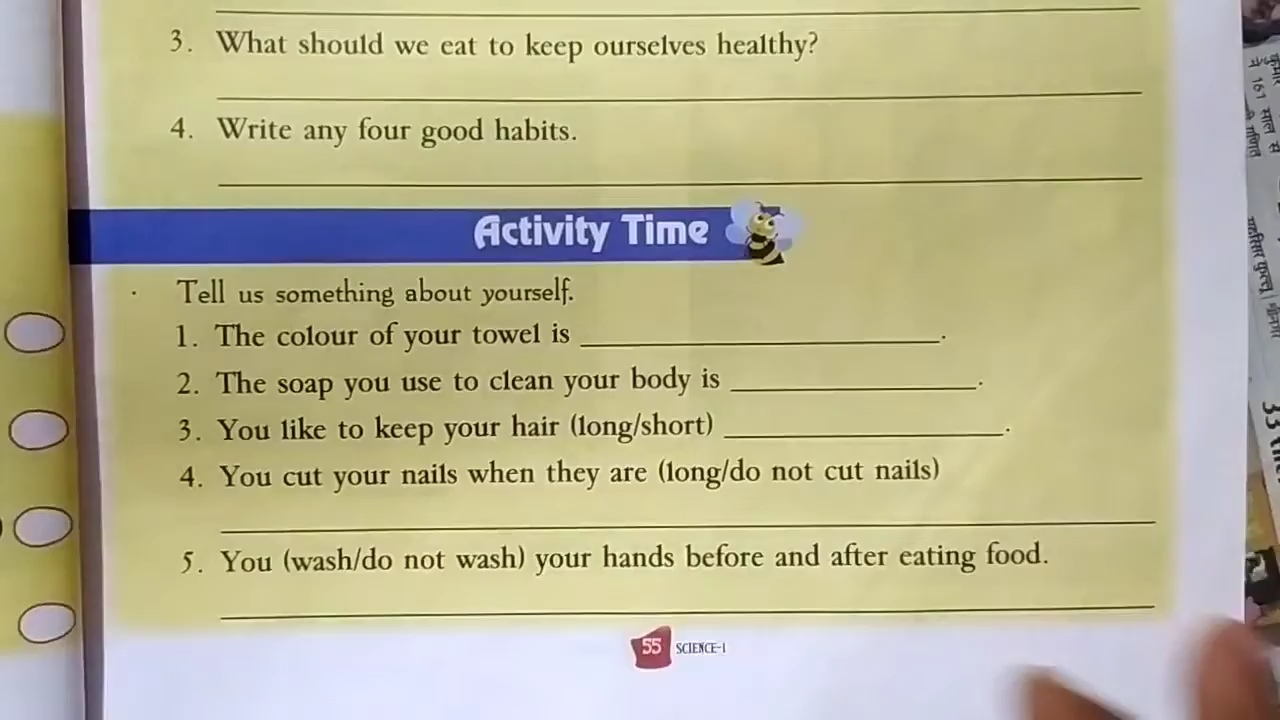 3. What should we eat to keep ourselves healthy?
4. Write any four good habits.
Activity Time
Tell us something about yourself.
1. The colour of your towel is ____________________.
2. The soap you use to clean your body is ______________.
3. You like to keep your hair (long/short) ________________.
4. You cut your nails when they are (long/do not cut nails)
5. You (wash/do not wash) your hands before and after eating food.
55 SCIENCE-1
161 साल